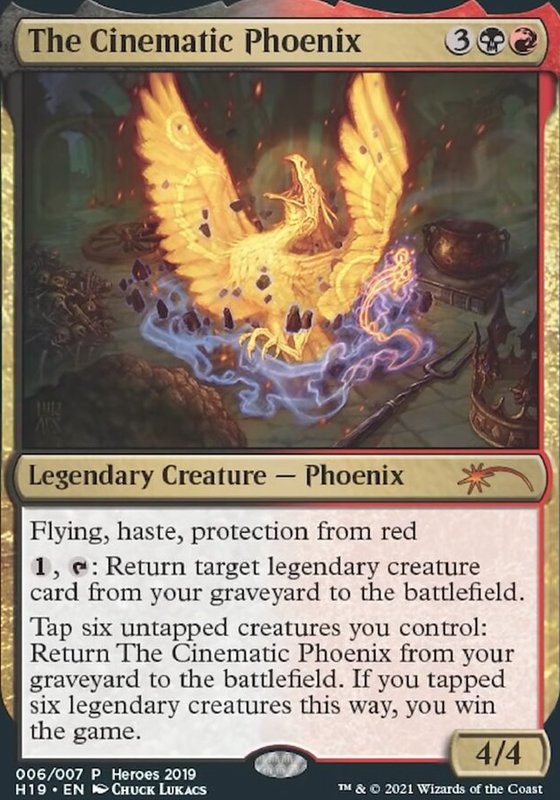 The Cinematic Phoenix 3
Legendary Creature — Phoenix
Flying, haste, protection from red
1, : Return target legendary creature
card from your graveyard to the battlefield.
Tap six untapped creatures you control:
Return The Cinematic Phoenix from your
graveyard to the battlefield. If you tapped
six legendary creatures this way, you win
the game.
4/4
006/007 P Heroes 2019
H19 • EN Chuck Lukacs
™ & © 2021 Wizards of the Coast